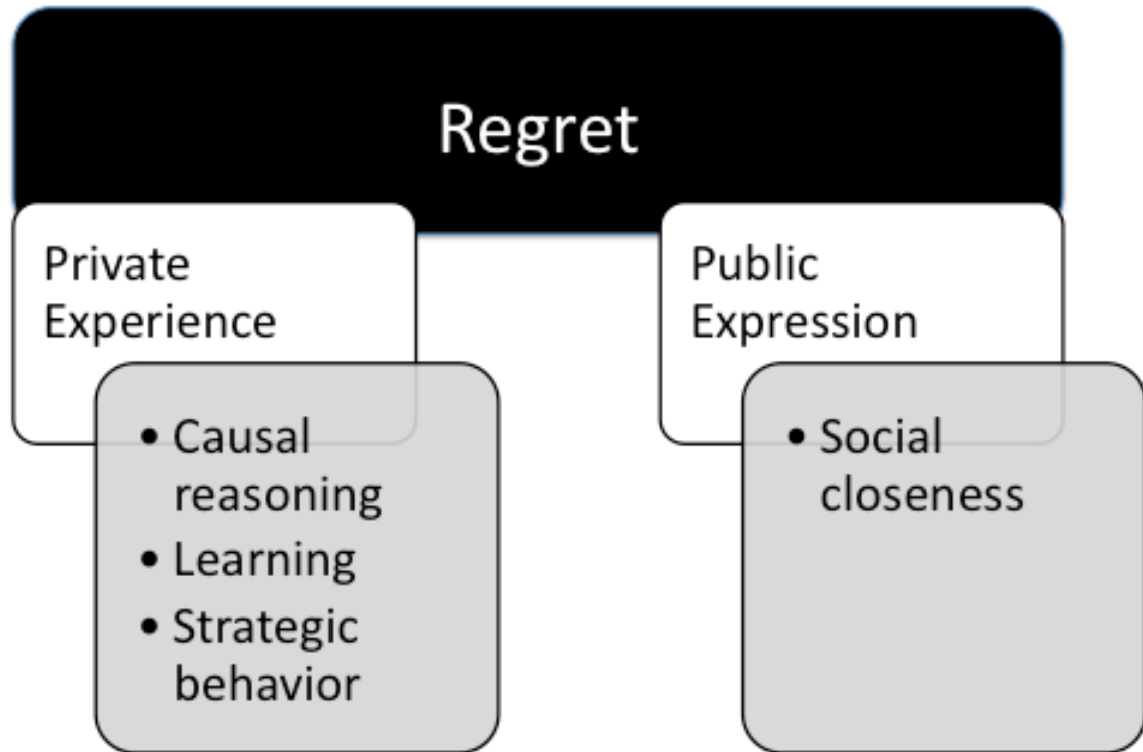 Regret
Private
Experience
• Causal
reasoning
• Learning
• Strategic
behavior
Public
Expression
• Social
closeness